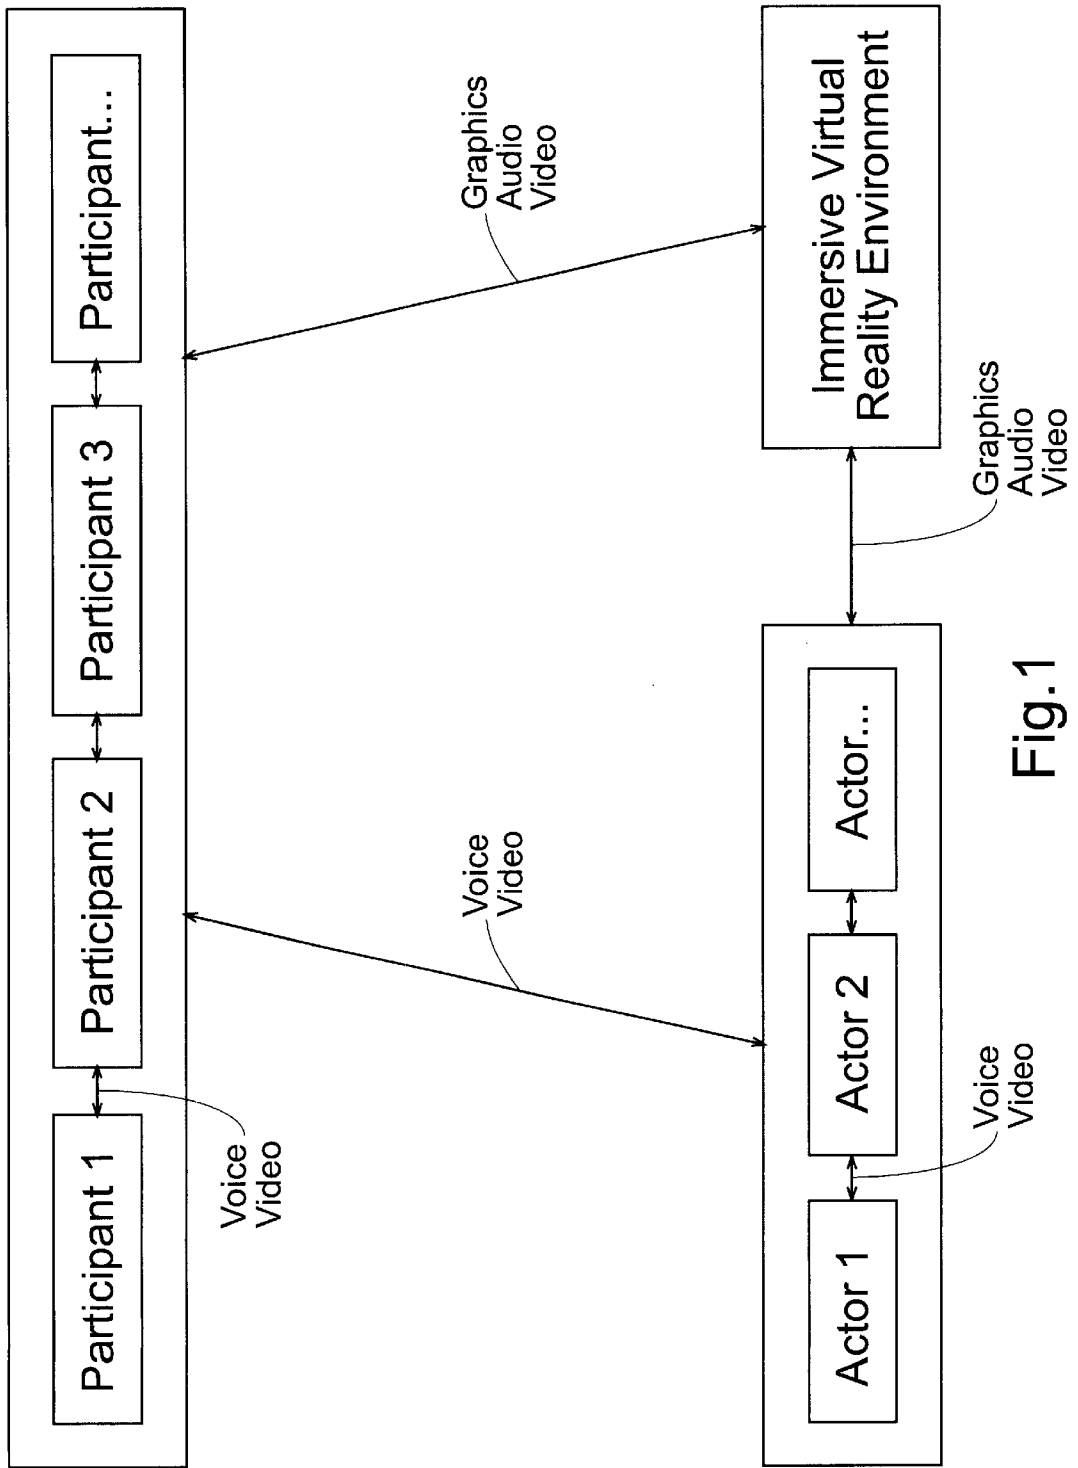 Participant 1
Participant 2
Participant 3
Participant...
Voice
Video
Voice
Video
Graphics
Audio
Video
Actor 1
Actor 2
Actor...
Immersive Virtual
Reality Environment
Voice
Video
Graphics
Audio
Video
Fig.1